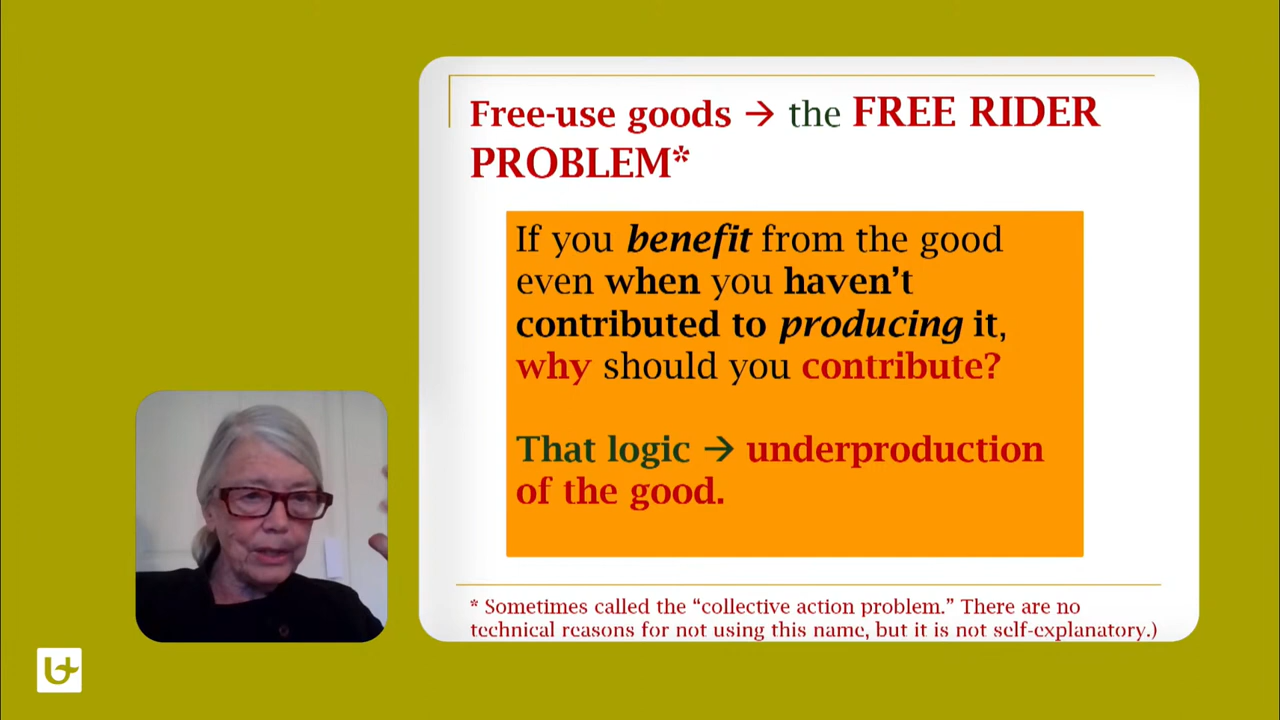 Free-use goods → the FREE RIDER
PROBLEM*
If you benefit from the good
even when you haven’t
contributed to producing it,
why should you contribute?
That logic → underproduction
of the good.
* Sometimes called the “collective action problem.” There are no
technical reasons for not using this name, but it is not self-explanatory.)